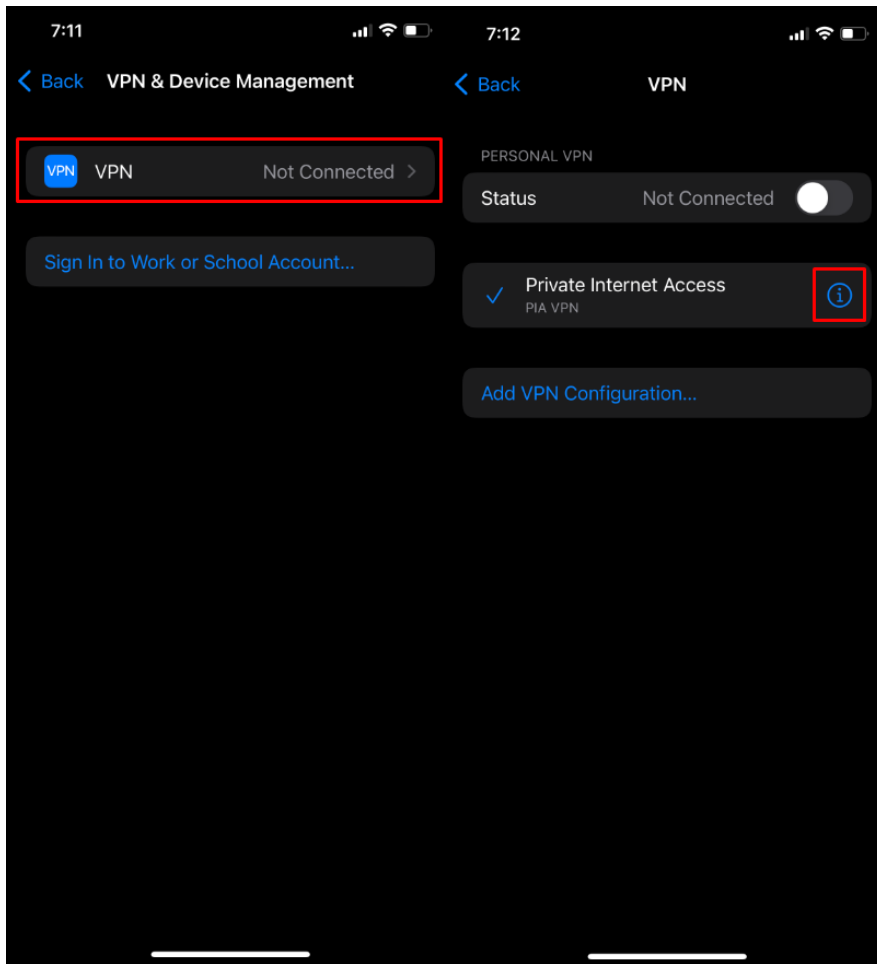 7:11
Back VPN & Device Management
VPN VPN Not Connected
Sign In to Work or School Account...
7:12
Back VPN
PERSONAL VPN
Status Not Connected
Private Internet Access
PIA VPN
Add VPN Configuration...